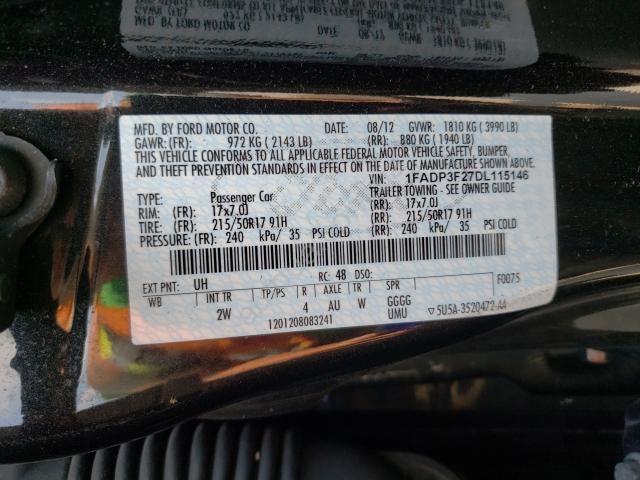 MFD. BY FORD MOTOR CO. DATE: 08/12 GVWR: 1810 KG ( 3990 LB)
GAWR: (FR): 972 KG ( 2143 LB) (RR): 880 KG ( 1940 LB)
THIS VEHICLE CONFORMS TO ALL APPLICABLE FEDERAL MOTOR VEHICLE SAFETY, BUMPER,
AND THEFT PREVENTION STANDARDS IN EFFECT ON THE DATE OF MANUFACTURE SHOWN ABOVE.
VIN: 1FADP3F27DL115146
TYPE: Passenger Car TRAILER TOWING - SEE OWNER GUIDE
RIM: (FR): 17x7.0J (RR): 17x7.0J
TIRE: (FR): 215/50R17 91H (RR): 215/50R17 91H
PRESSURE: (FR): 240 kPa/ 35 PSI COLD (RR): 240 kPa/ 35 PSI COLD
EXT PNT: UH RC: 48 DSO: F0075
WB INT TR TP/PS R AXLE TR SPR
2W 4 AU W GGGG
UMU
1201208083241
5U5A-3520472-AA